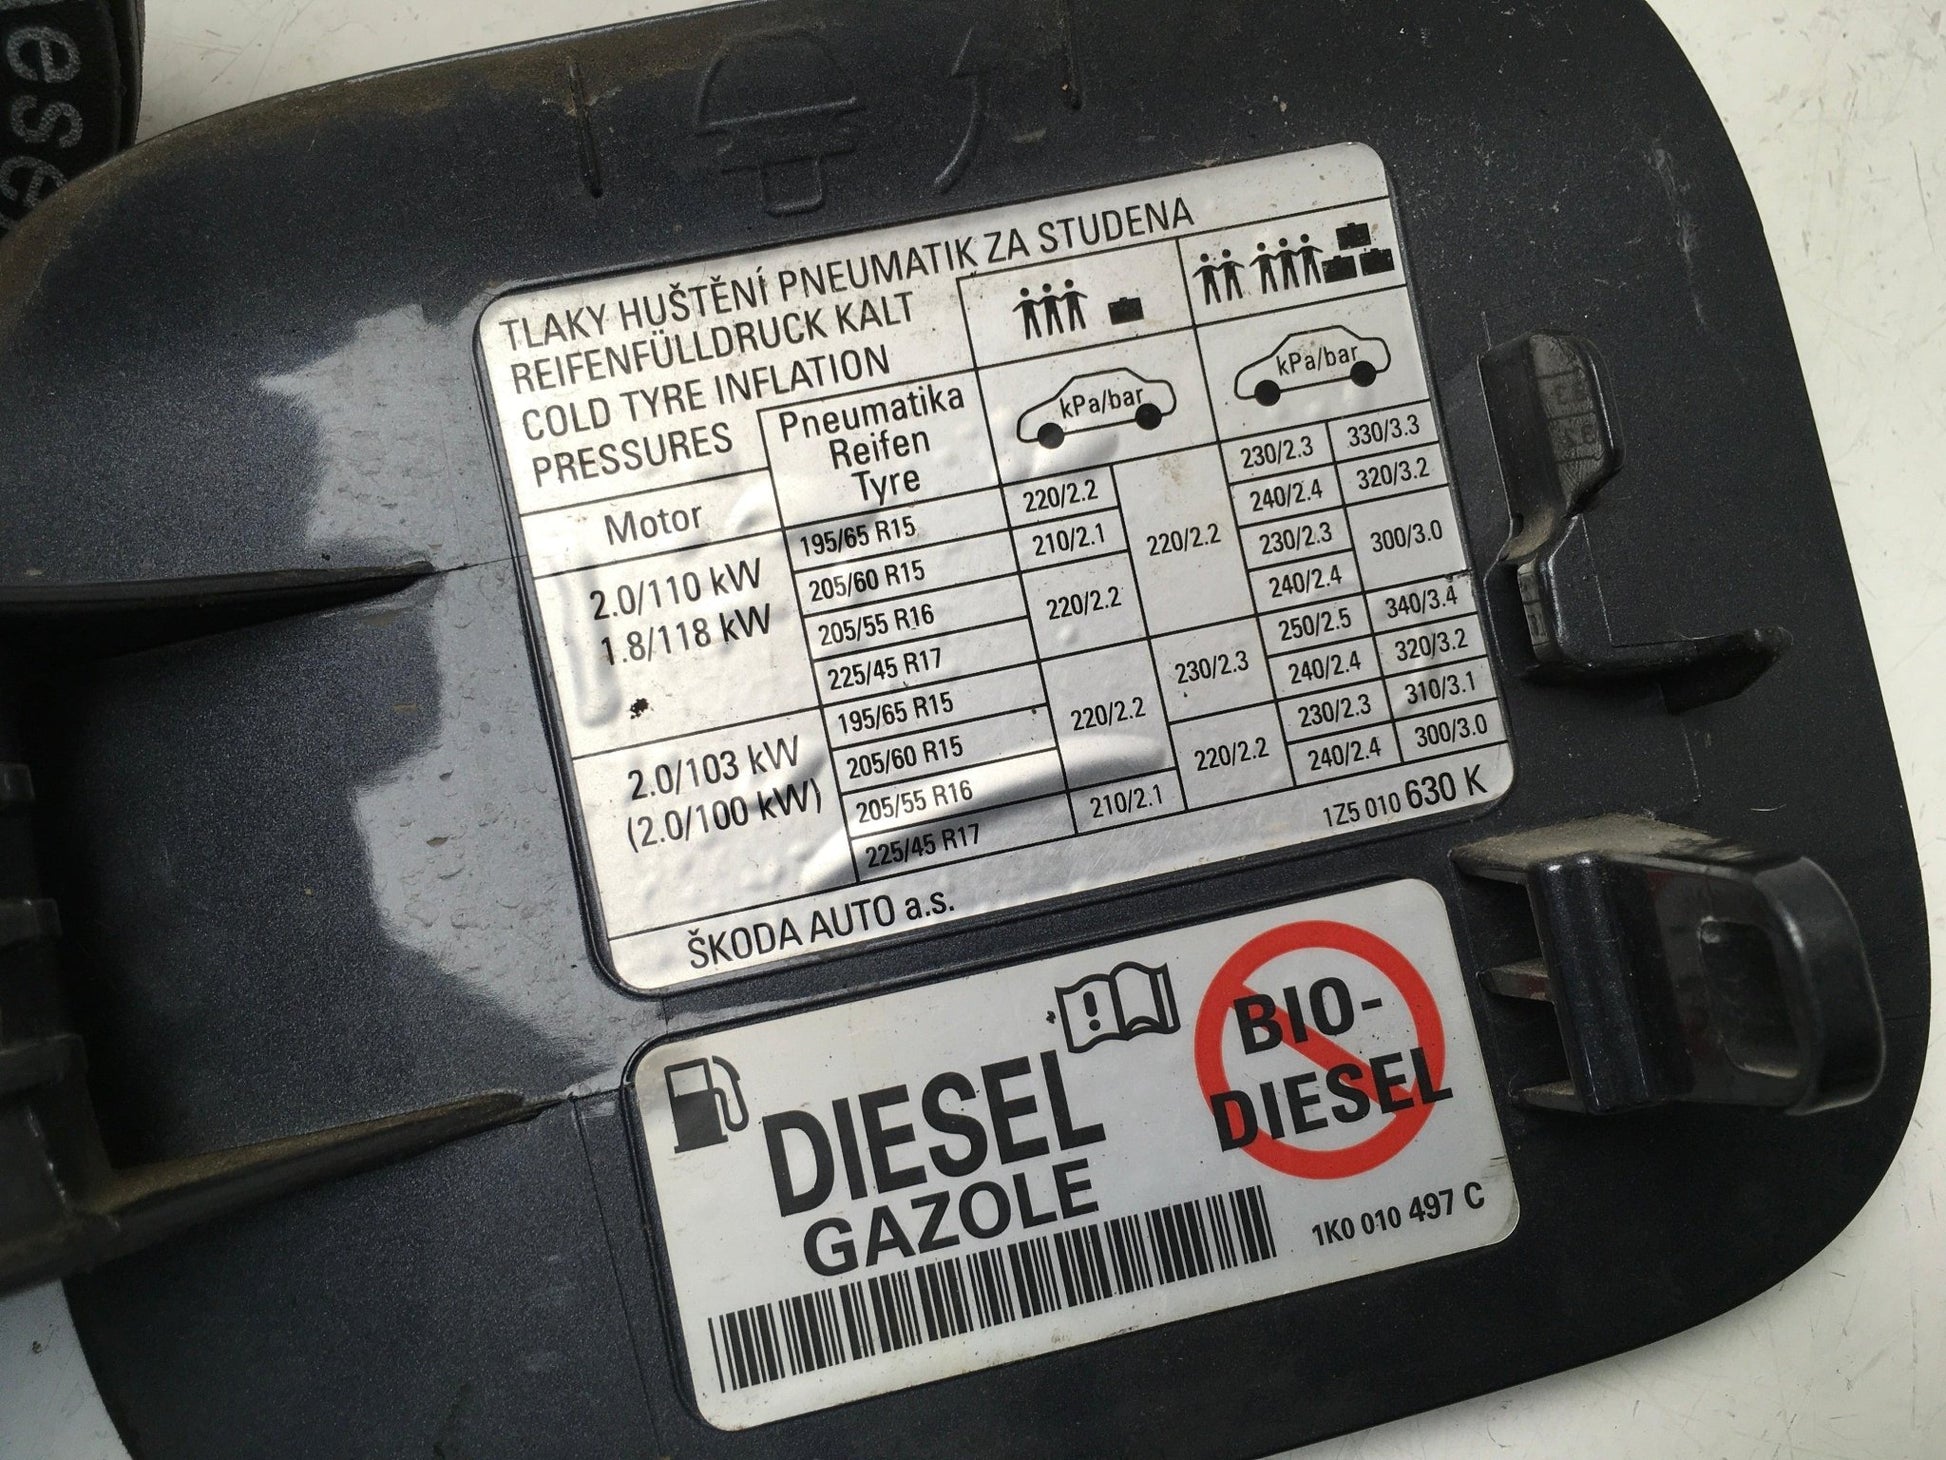 TLAKY HUŠTĚNÍ PNEUMATIK ZA STUDENA
REIFENFÜLLDRUCK KALT
COLD TYRE INFLATION
PRESSURES
Pneumatika
Reifen
Tyre
kPa/bar
kPa/bar
Motor
2.0/110 kW
1.8/118 kW
195/65 R15
205/60 R15
205/55 R16
225/45 R17
220/2.2
210/2.1
220/2.2
220/2.2
230/2.3
240/2.4
230/2.3
240/2.4
330/3.3
320/3.2
300/3.0
2.0/103 kW
(2.0/100 kW)
195/65 R15
205/60 R15
205/55 R16
225/45 R17
220/2.2
210/2.1
230/2.3
220/2.2
250/2.5
240/2.4
230/2.3
240/2.4
340/3.4
320/3.2
310/3.1
300/3.0
1Z5 010 630 K
ŠKODA AUTO a.s.
DIESEL
GAZOLE
BIO-
DIESEL
1K0 010 497 C